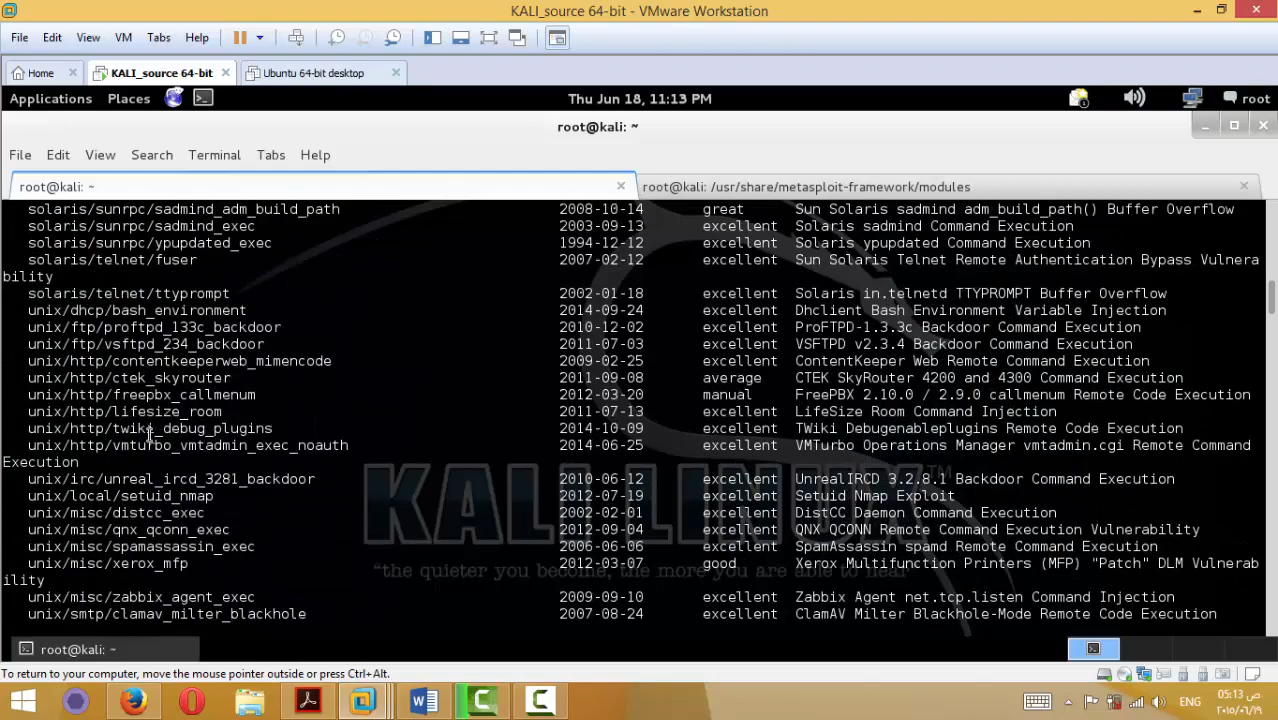 KALI_source 64-bit - VMware Workstation
File Edit View VM Tabs Help
Home KALI_source 64-bit Ubuntu 64-bit desktop
Applications Places Thu Jun 18, 11:13 PM root
root@kali: ~
File Edit View Search Terminal Tabs Help
root@kali: ~ root@kali: /usr/share/metasploit-framework/modules
solaris/sunrpc/sadmind_adm_build_path 2008-10-14 great Sun Solaris sadmind adm_build_path() Buffer Overflow
solaris/sunrpc/sadmind_exec 2003-09-13 excellent Solaris sadmind Command Execution
solaris/sunrpc/ypupdated_exec 1994-12-12 excellent Solaris ypupdated Command Execution
solaris/telnet/fuser 2007-02-12 excellent Sun Solaris Telnet Remote Authentication Bypass Vulnera
bility
solaris/telnet/ttyprompt 2002-01-18 excellent Solaris in.telnetd TTYPROMPT Buffer Overflow
unix/dhcp/bash_environment 2014-09-24 excellent Dhclient Bash Environment Variable Injection
unix/ftp/proftpd_133c_backdoor 2010-12-02 excellent ProFTPD-1.3.3c Backdoor Command Execution
unix/ftp/vsftpd_234_backdoor 2011-07-03 excellent VSFTPD v2.3.4 Backdoor Command Execution
unix/http/contentkeeperweb_mimencode 2009-02-25 excellent ContentKeeper Web Remote Command Execution
unix/http/ctek_skyrouter 2011-09-08 average CTEK SkyRouter 4200 and 4300 Command Execution
unix/http/freepbx_callmenum 2012-03-20 manual FreePBX 2.10.0 / 2.9.0 callmenum Remote Code Execution
unix/http/lifesize_room 2011-07-13 excellent LifeSize Room Command Injection
unix/http/twiki_debug_plugins 2014-10-09 excellent TWiki Debugenableplugins Remote Code Execution
unix/http/vmturbo_vmtadmin_exec_noauth 2014-06-25 excellent VMTurbo Operations Manager vmtadmin.cgi Remote Command
Execution
unix/irc/unreal_ircd_3281_backdoor 2010-06-12 excellent UnrealIRCD 3.2.8.1 Backdoor Command Execution
unix/local/setuid_nmap 2012-07-19 excellent Setuid Nmap Exploit
unix/misc/distcc_exec 2002-02-01 excellent DistCC Daemon Command Execution
unix/misc/qnx_qconn_exec 2012-09-04 excellent QNX QCONN Remote Command Execution Vulnerability
unix/misc/spamassassin_exec 2006-06-06 excellent SpamAssassin spamd Remote Command Execution
unix/misc/xerox_mfp 2012-03-07 good Xerox Multifunction Printers (MFP) "Patch" DLM Vulnerab
ility
unix/misc/zabbix_agent_exec 2009-09-10 excellent Zabbix Agent net.tcp.listen Command Injection
unix/smtp/clamav_milter_blackhole 2007-08-24 excellent ClamAV Milter Blackhole-Mode Remote Code Execution
KALI LINUX™
"the quieter you become, the more you are able to hear"
root@kali: ~
To return to your computer, move the mouse pointer outside or press Ctrl+Alt.
ENG 05:13 ص
٢٠١٥/٠٦/١٩